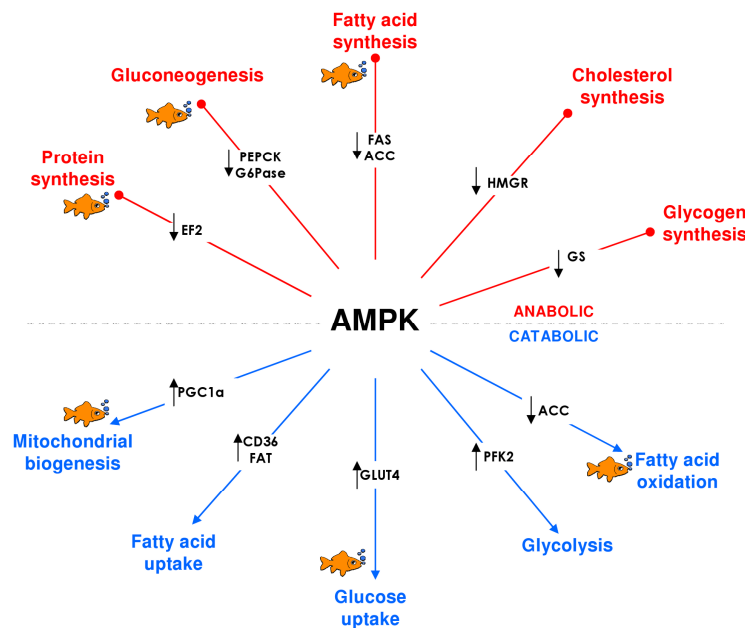 Fatty acid
synthesis
Gluconeogenesis
Cholesterol
synthesis
FAS
ACC
PEPCK
G6Pase
Protein
synthesis
HMGR
Glycogen
synthesis
EF2
GS
ANABOLIC
AMPK
CATABOLIC
PGC1a
ACC
Mitochondrial
biogenesis
CD36
FAT
GLUT4
PFK2
Fatty acid
oxidation
Fatty acid
uptake
Glycolysis
Glucose
uptake